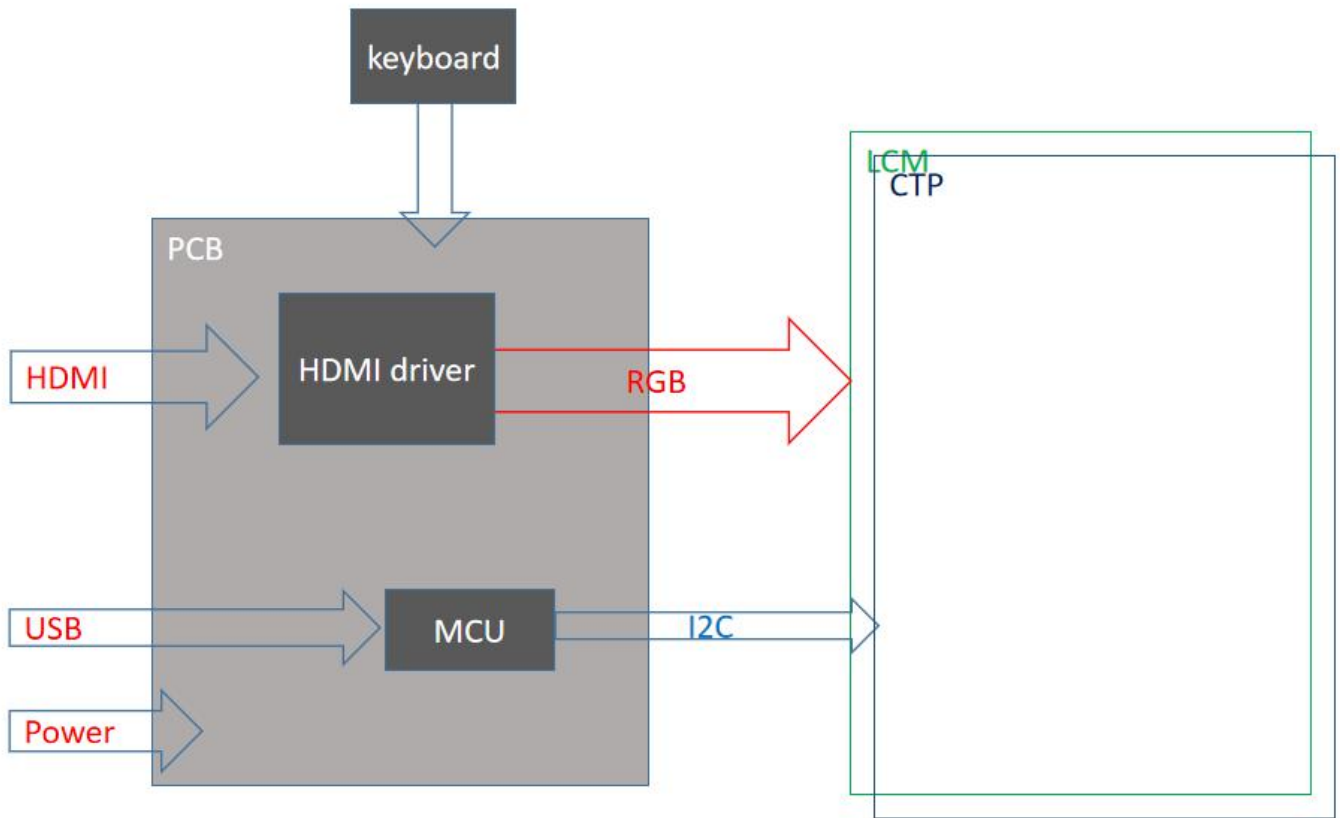 keyboard
LCM
CTP
PCB
HDMI
HDMI driver
RGB
USB
MCU
I2C
Power